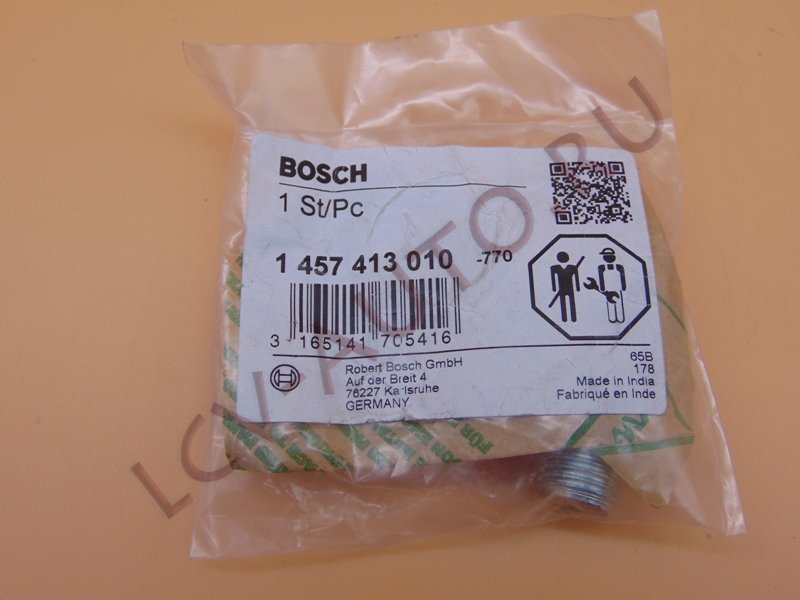 BOSCH
1 St/Pc
1 457 413 010 -770
3 165141 705416
Robert Bosch GmbH
Auf der Breit 4
76227 Karlsruhe
GERMANY
65B
178
Made in India
Fabriqué en Inde
LCV-AUTO.RU